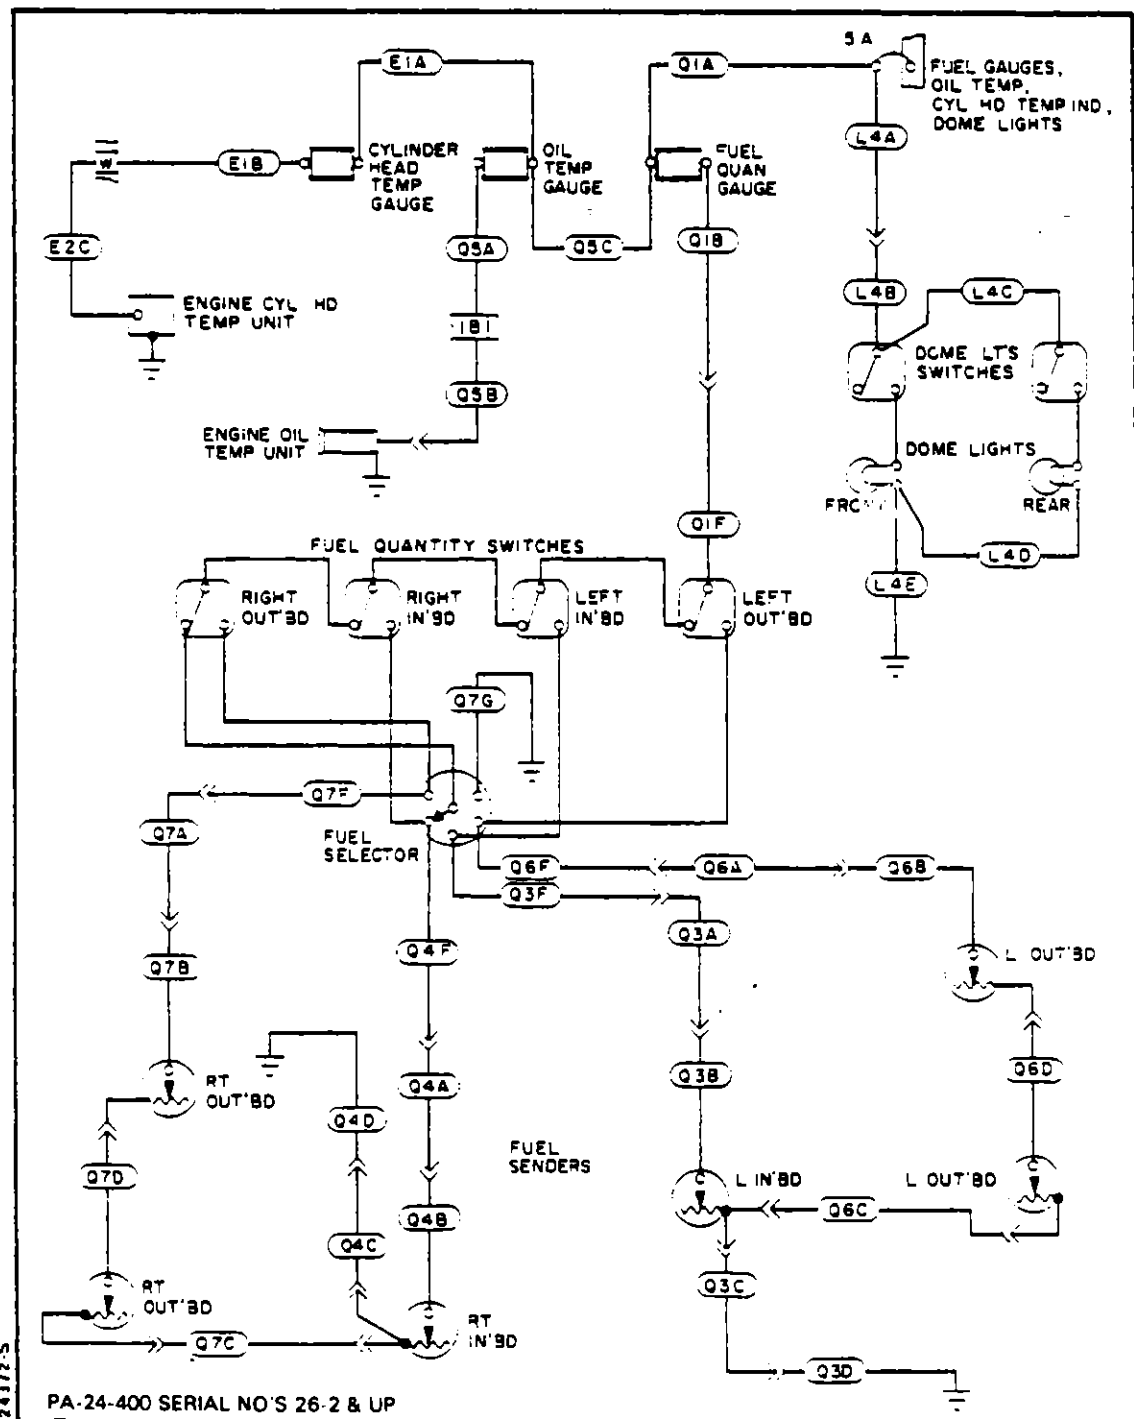 5 A
E1A
Q1A
FUEL GAUGES,
OIL TEMP,
CYL HD TEMP IND,
DOME LIGHTS
L4A
W
E1B
CYLINDER
HEAD
TEMP
GAUGE
OIL
TEMP
GAUGE
FUEL
QUAN
GAUGE
E2C
Q5A
Q5C
Q1B
ENGINE CYL HD
TEMP UNIT
L4B
L4C
1B1
DOME LT'S
SWITCHES
Q5B
ENGINE OIL
TEMP UNIT
DOME LIGHTS
FRONT
REAR
Q1F
L4D
L4E
FUEL QUANTITY SWITCHES
RIGHT
OUT'BD
RIGHT
IN'BD
LEFT
IN'BD
LEFT
OUT'BD
Q7G
Q7F
Q7A
FUEL
SELECTOR
Q6F
Q6A
Q6B
Q3F
Q3A
Q4F
Q7B
L OUT'BD
RT
OUT'BD
Q4A
Q3B
Q6D
Q4D
FUEL
SENDERS
Q7D
L IN'BD
L OUT'BD
Q4B
Q6C
Q4C
Q3C
RT
OUT'BD
RT
IN'BD
Q7C
Q3D
24372-S
PA-24-400 SERIAL NO'S 26-2 & UP